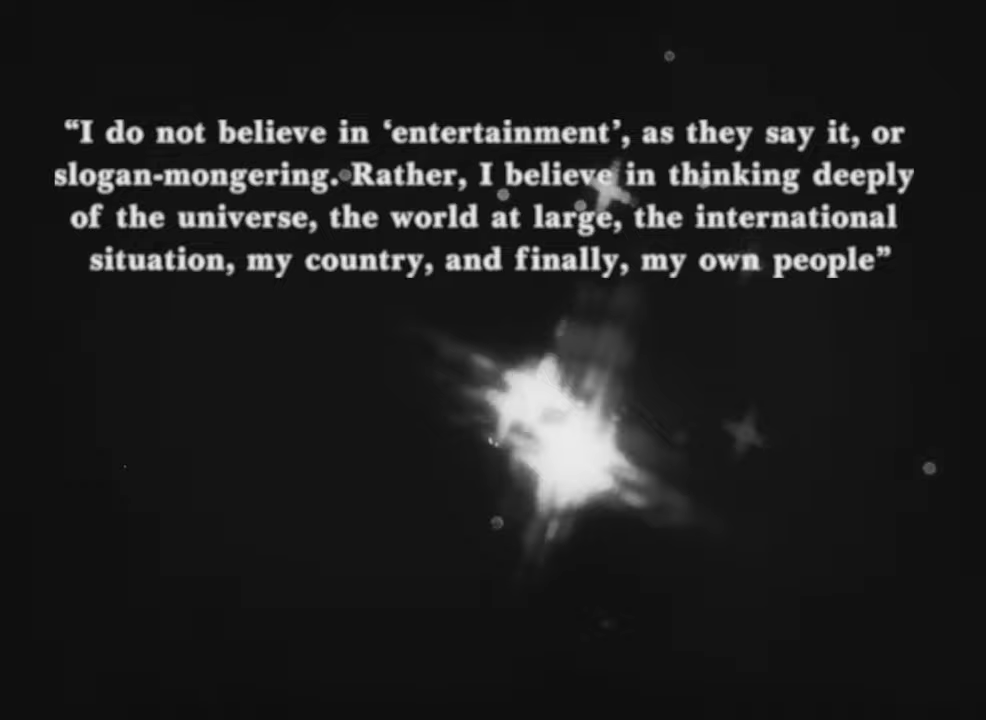 “I do not believe in ‘entertainment’, as they say it, or
slogan-mongering. Rather, I believe in thinking deeply
of the universe, the world at large, the international
situation, my country, and finally, my own people”